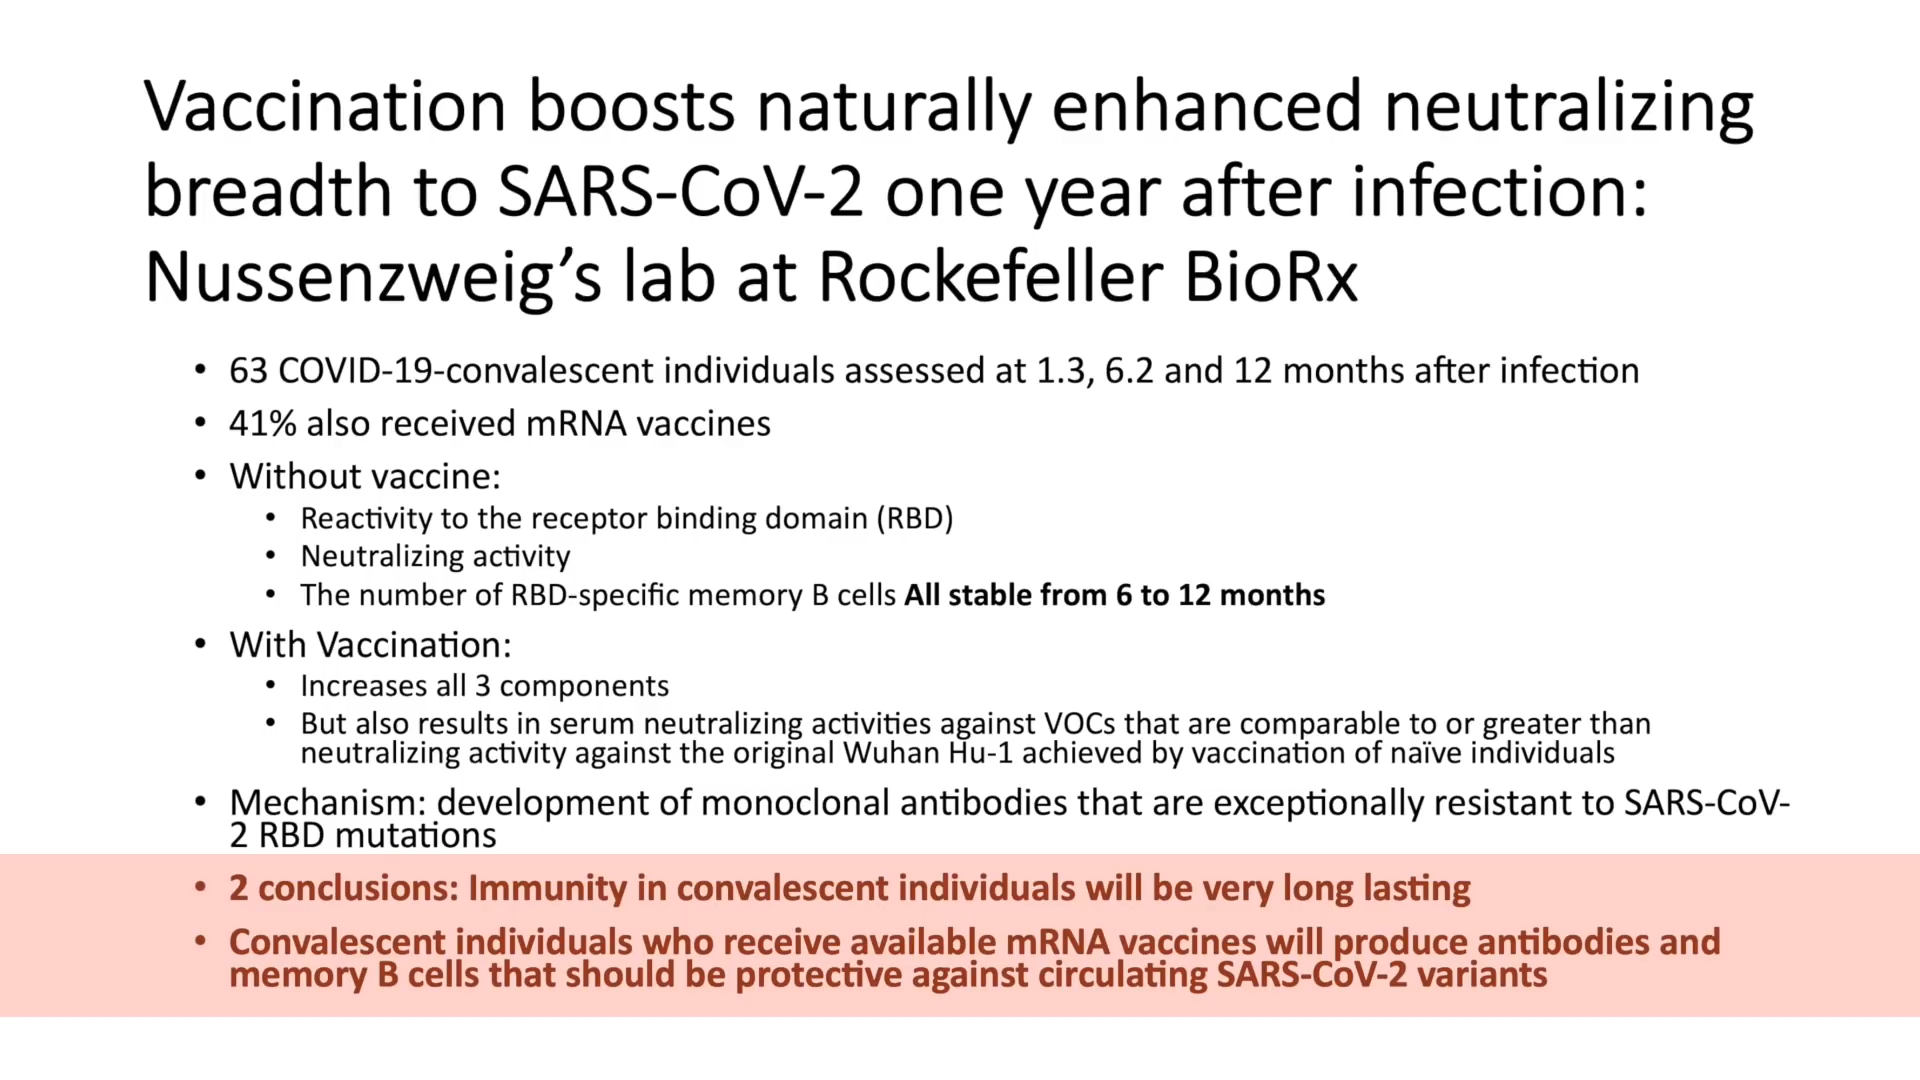 Vaccination boosts naturally enhanced neutralizing
breadth to SARS-CoV-2 one year after infection:
Nussenzweig’s lab at Rockefeller BioRx
• 63 COVID-19-convalescent individuals assessed at 1.3, 6.2 and 12 months after infection
• 41% also received mRNA vaccines
• Without vaccine:
• Reactivity to the receptor binding domain (RBD)
• Neutralizing activity
• The number of RBD-specific memory B cells All stable from 6 to 12 months
• With Vaccination:
• Increases all 3 components
• But also results in serum neutralizing activities against VOCs that are comparable to or greater than
neutralizing activity against the original Wuhan Hu-1 achieved by vaccination of naïve individuals
• Mechanism: development of monoclonal antibodies that are exceptionally resistant to SARS-CoV-
2 RBD mutations
• 2 conclusions: Immunity in convalescent individuals will be very long lasting
• Convalescent individuals who receive available mRNA vaccines will produce antibodies and
memory B cells that should be protective against circulating SARS-CoV-2 variants